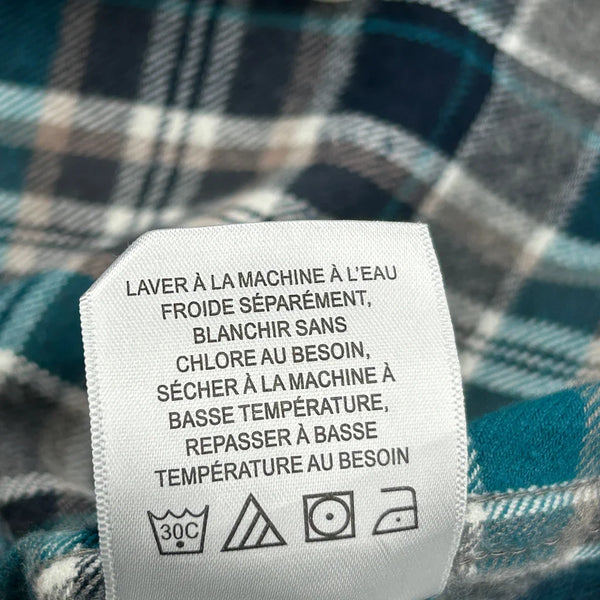 LAVER À LA MACHINE À L'EAU
FROIDE SÉPARÉMENT,
BLANCHIR SANS
CHLORE AU BESOIN,
SÉCHER À LA MACHINE À
BASSE TEMPÉRATURE,
REPASSER À BASSE
TEMPÉRATURE AU BESOIN
30C